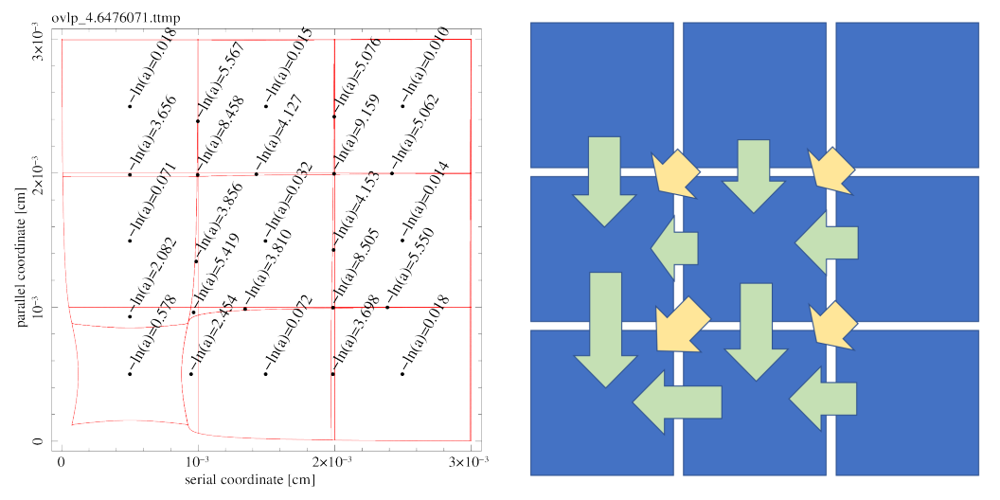 ovlp_4.6476071.ttmp
3×10⁻³
−ln(a)=0.018
−ln(a)=5.567
−ln(a)=0.015
−ln(a)=5.076
−ln(a)=0.010
−ln(a)=3.656
−ln(a)=8.458
−ln(a)=4.127
−ln(a)=9.159
−ln(a)=5.062
2×10⁻³
−ln(a)=0.071
−ln(a)=3.856
−ln(a)=0.032
−ln(a)=4.153
−ln(a)=0.014
parallel coordinate [cm]
−ln(a)=2.082
−ln(a)=5.419
−ln(a)=3.810
−ln(a)=8.505
−ln(a)=5.550
10⁻³
−ln(a)=0.578
−ln(a)=2.454
−ln(a)=0.072
−ln(a)=3.698
−ln(a)=0.018
0
0
10⁻³
2×10⁻³
3×10⁻³
serial coordinate [cm]